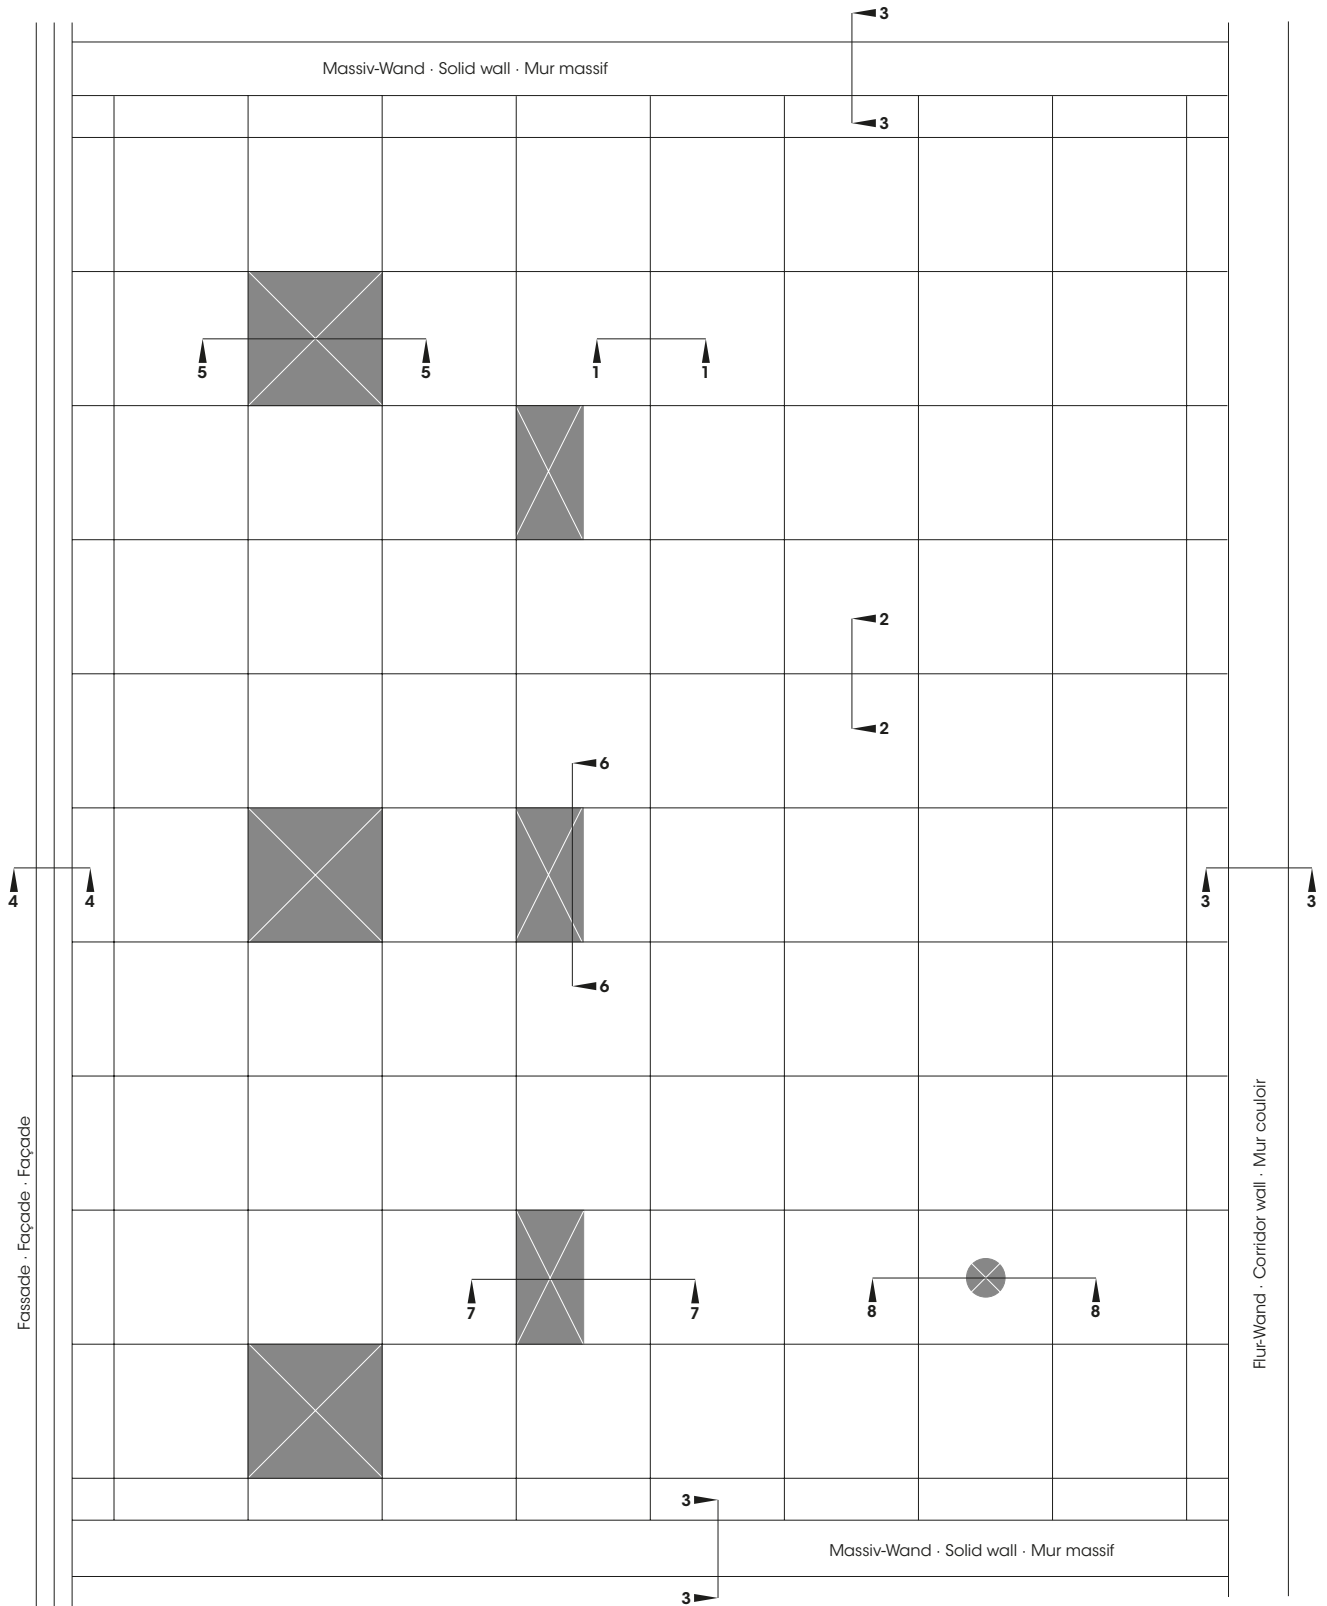 3
Massiv-Wand · Solid wall · Mur massif
3
5 5 1 1
2
2
6
4 4 3 3
6
Fassade · Façade · Façade
Flur-Wand · Corridor wall · Mur couloir
7 7 8 8
3
Massiv-Wand · Solid wall · Mur massif
3